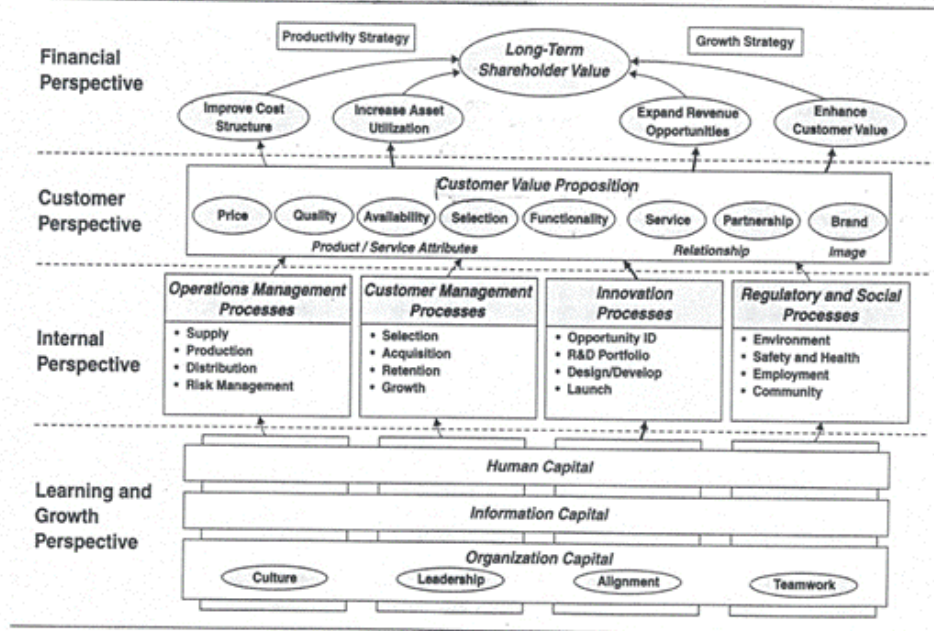 Financial
Perspective
Productivity Strategy
Long-Term
Shareholder Value
Growth Strategy
Improve Cost
Structure
Increase Asset
Utilization
Expand Revenue
Opportunities
Enhance
Customer Value
Customer
Perspective
Customer Value Proposition
Price
Quality
Availability
Selection
Functionality
Service
Partnership
Brand
Product / Service Attributes
Relationship
Image
Internal
Perspective
Operations Management
Processes
• Supply
• Production
• Distribution
• Risk Management
Customer Management
Processes
• Selection
• Acquisition
• Retention
• Growth
Innovation
Processes
• Opportunity ID
• R&D Portfolio
• Design/Develop
• Launch
Regulatory and Social
Processes
• Environment
• Safety and Health
• Employment
• Community
Learning and
Growth
Perspective
Human Capital
Information Capital
Organization Capital
Culture
Leadership
Alignment
Teamwork